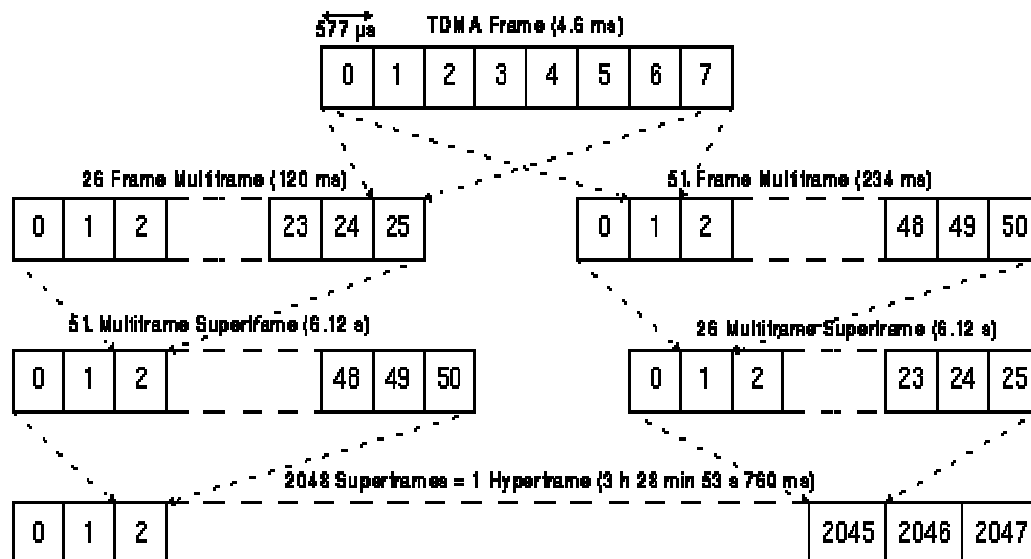 577 µs
TDMA Frame (4.6 ms)
0 1 2 3 4 5 6 7
26 Frame Multiframe (120 ms)
51 Frame Multiframe (234 ms)
0 1 2 23 24 25
0 1 2 48 49 50
51 Multiframe Superframe (6.12 s)
26 Multiframe Superframe (6.12 s)
0 1 2 48 49 50
0 1 2 23 24 25
2048 Superframes = 1 Hyperframe (3 h 28 min 53 s 760 ms)
0 1 2 2045 2046 2047